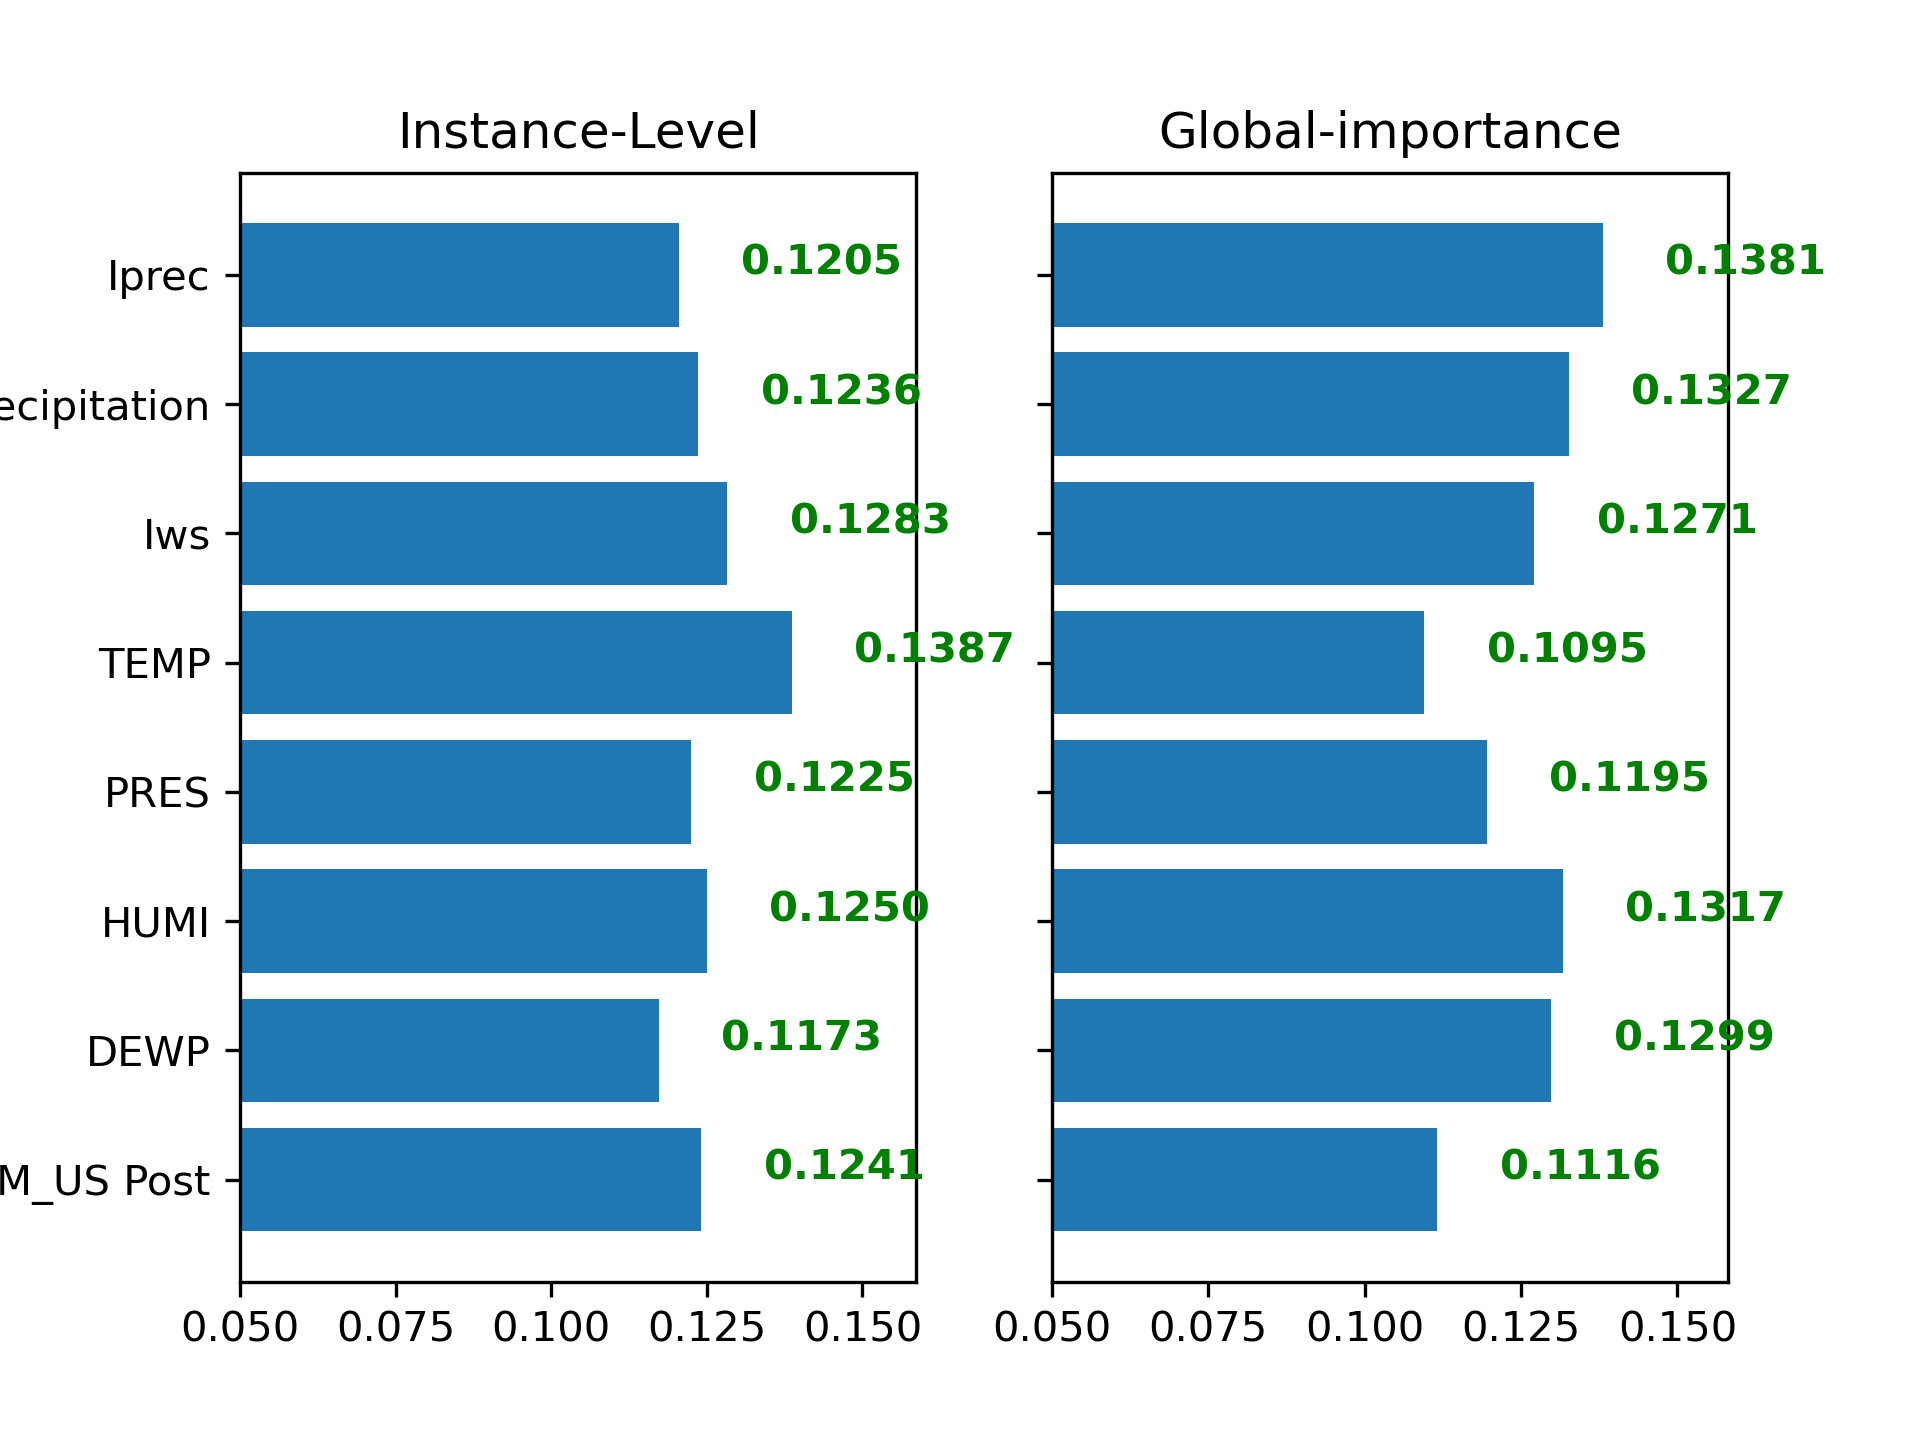 Instance-Level
Global-importance
Iprec 0.1205 0.1381
ecipitation 0.1236 0.1327
Iws 0.1283 0.1271
TEMP 0.1387 0.1095
PRES 0.1225 0.1195
HUMI 0.1250 0.1317
DEWP 0.1173 0.1299
M_US Post 0.1241 0.1116
0.050 0.075 0.100 0.125 0.150
0.050 0.075 0.100 0.125 0.150